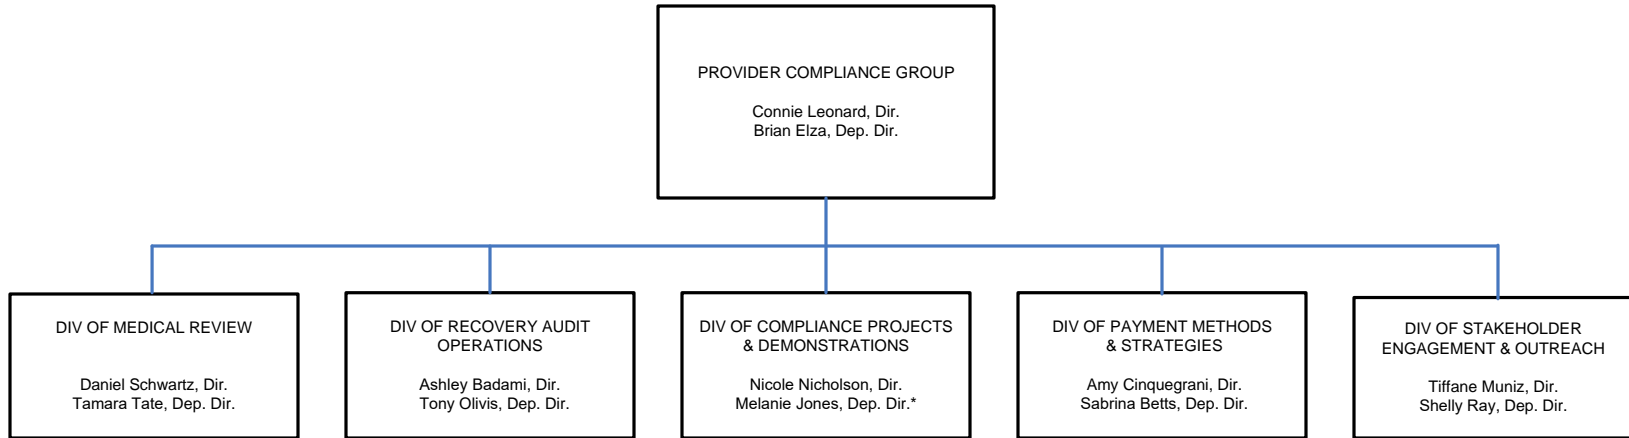 PROVIDER COMPLIANCE GROUP
Connie Leonard, Dir.
Brian Elza, Dep. Dir.
DIV OF MEDICAL REVIEW
Daniel Schwartz, Dir.
Tamara Tate, Dep. Dir.
DIV OF RECOVERY AUDIT
OPERATIONS
Ashley Badami, Dir.
Tony Olivis, Dep. Dir.
DIV OF COMPLIANCE PROJECTS
& DEMONSTRATIONS
Nicole Nicholson, Dir.
Melanie Jones, Dep. Dir.*
DIV OF PAYMENT METHODS
& STRATEGIES
Amy Cinquegrani, Dir.
Sabrina Betts, Dep. Dir.
DIV OF STAKEHOLDER
ENGAGEMENT & OUTREACH
Tiffane Muniz, Dir.
Shelly Ray, Dep. Dir.